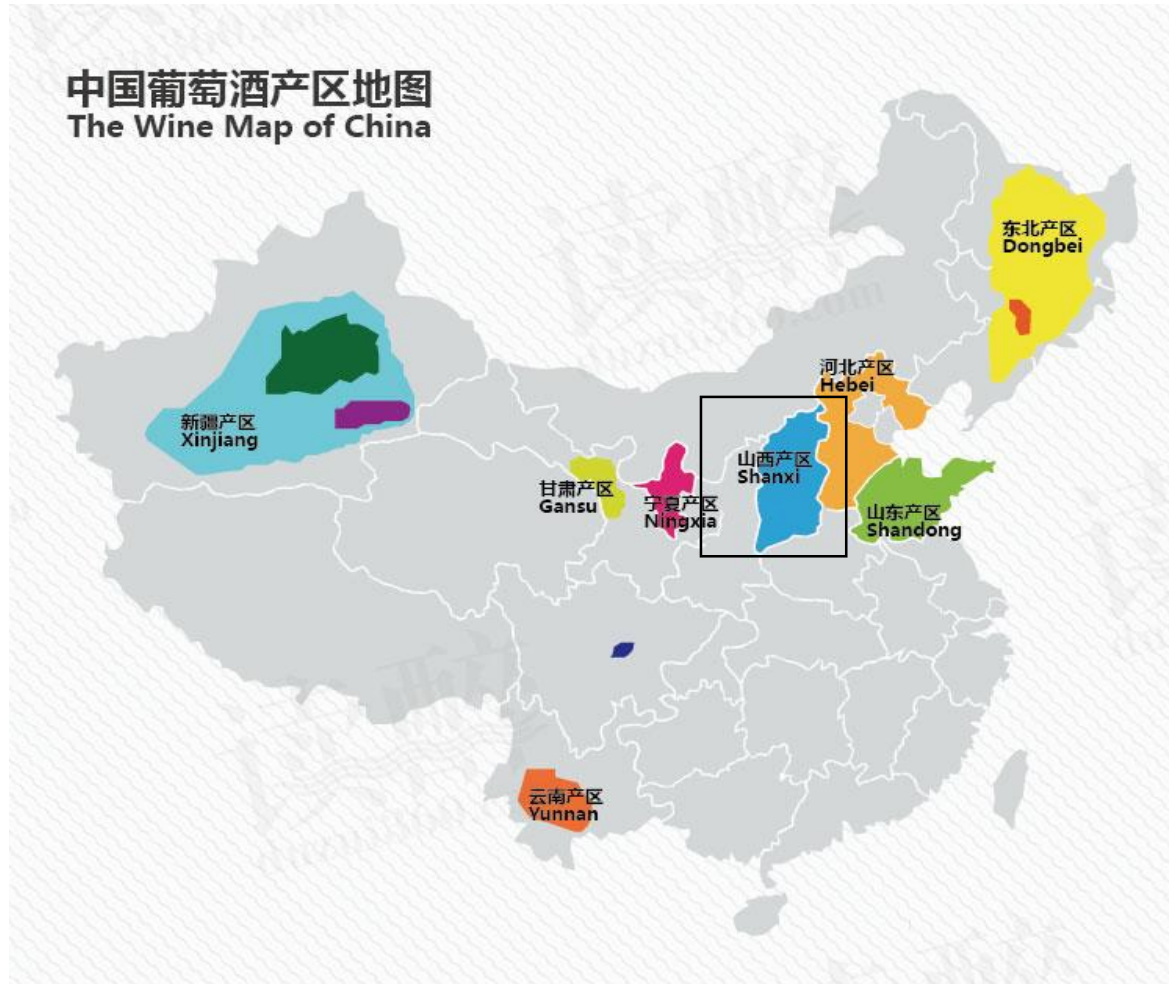 中国葡萄酒产区地图
The Wine Map of China
东北产区
Dongbei
河北产区
Hebei
新疆产区
Xinjiang
山西产区
Shanxi
甘肃产区
Gansu
宁夏产区
Ningxia
山东产区
Shandong
云南产区
Yunnan